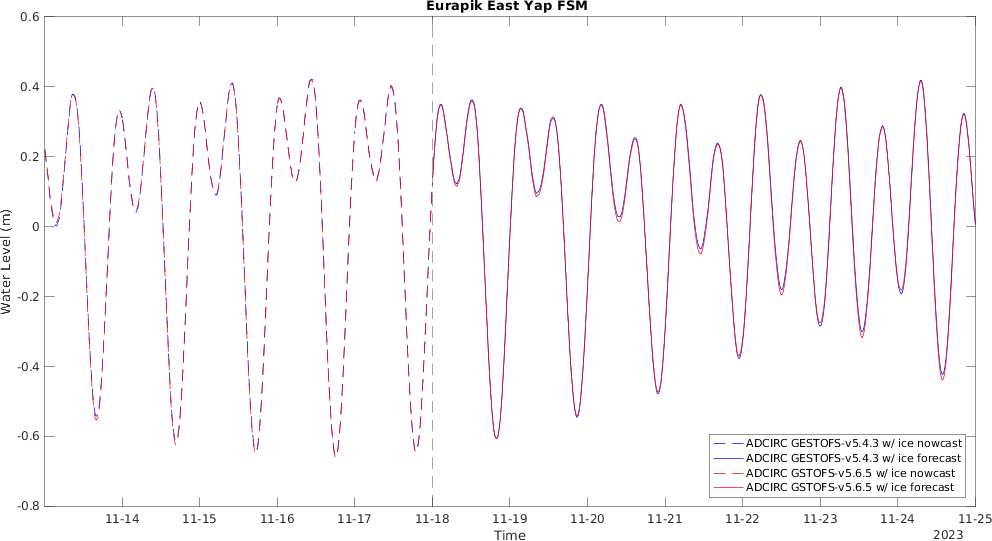 Eurapik East Yap FSM
0.6
0.4
0.2
0
-0.2
-0.4
-0.6
-0.8
Water Level (m)
ADCIRC GESTOFS-v5.4.3 w/ ice nowcast
ADCIRC GESTOFS-v5.4.3 w/ ice forecast
ADCIRC GSTOFS-v5.6.5 w/ ice nowcast
ADCIRC GSTOFS-v5.6.5 w/ ice forecast
11-14 11-15 11-16 11-17 11-18 11-19 11-20 11-21 11-22 11-23 11-24 11-25
Time
2023